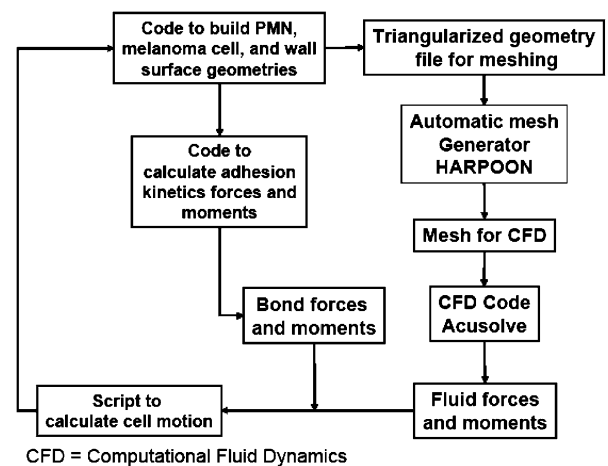 Code to build PMN,
melanoma cell, and wall
surface geometries
Triangularized geometry
file for meshing
Automatic mesh
Generator
HARPOON
Code to
calculate adhesion
kinetics forces and
moments
Mesh for CFD
Bond forces
and moments
CFD Code
Acusolve
Script to
calculate cell motion
Fluid forces
and moments
CFD = Computational Fluid Dynamics